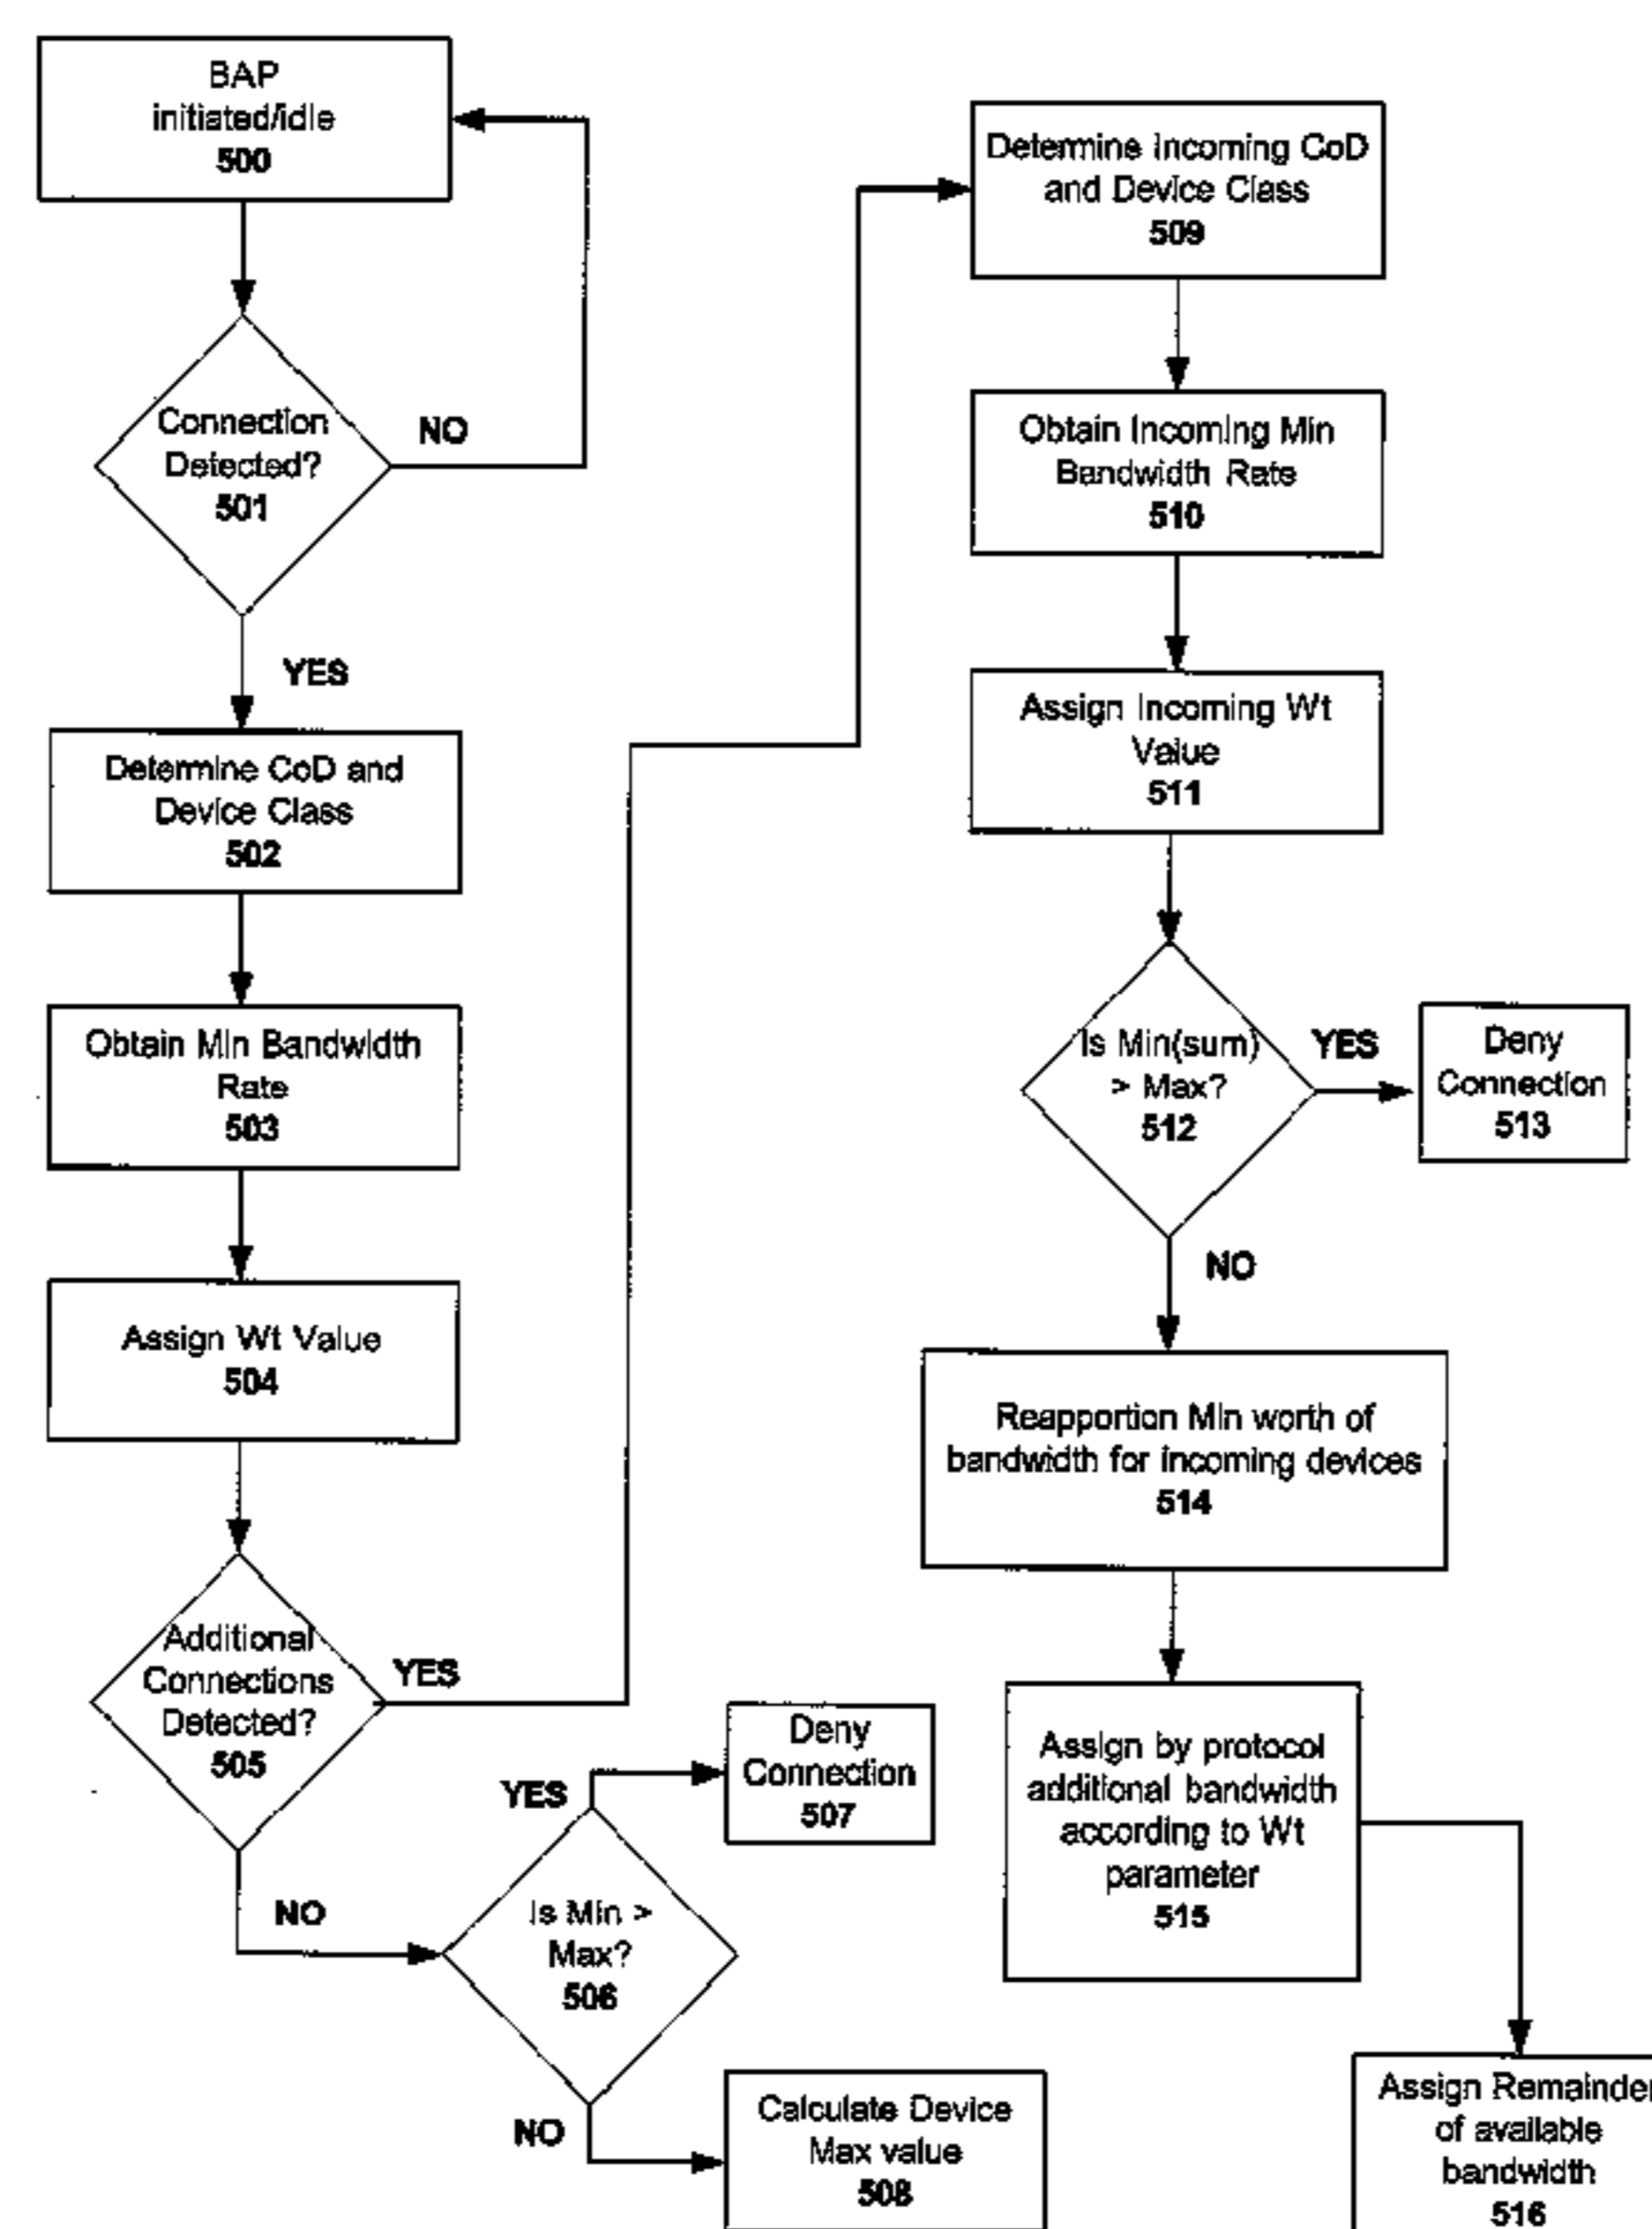 BAP
initiated/idle
500
Connection
Detected?
501
NO
YES
Determine CoD and
Device Class
502
Obtain Min Bandwidth
Rate
503
Assign Wt Value
504
Additional
Connections
Detected?
505
YES
NO
Is Min >
Max?
506
YES
Deny
Connection
507
NO
Calculate Device
Max value
508
Determine Incoming CoD
and Device Class
509
Obtain Incoming Min
Bandwidth Rate
510
Assign Incoming Wt
Value
511
Is Min(sum)
> Max?
512
YES
Deny
Connection
513
NO
Reapportion Min worth of
bandwidth for incoming devices
514
Assign by protocol
additional bandwidth
according to Wt
parameter
515
Assign Remainder
of available
bandwidth
516